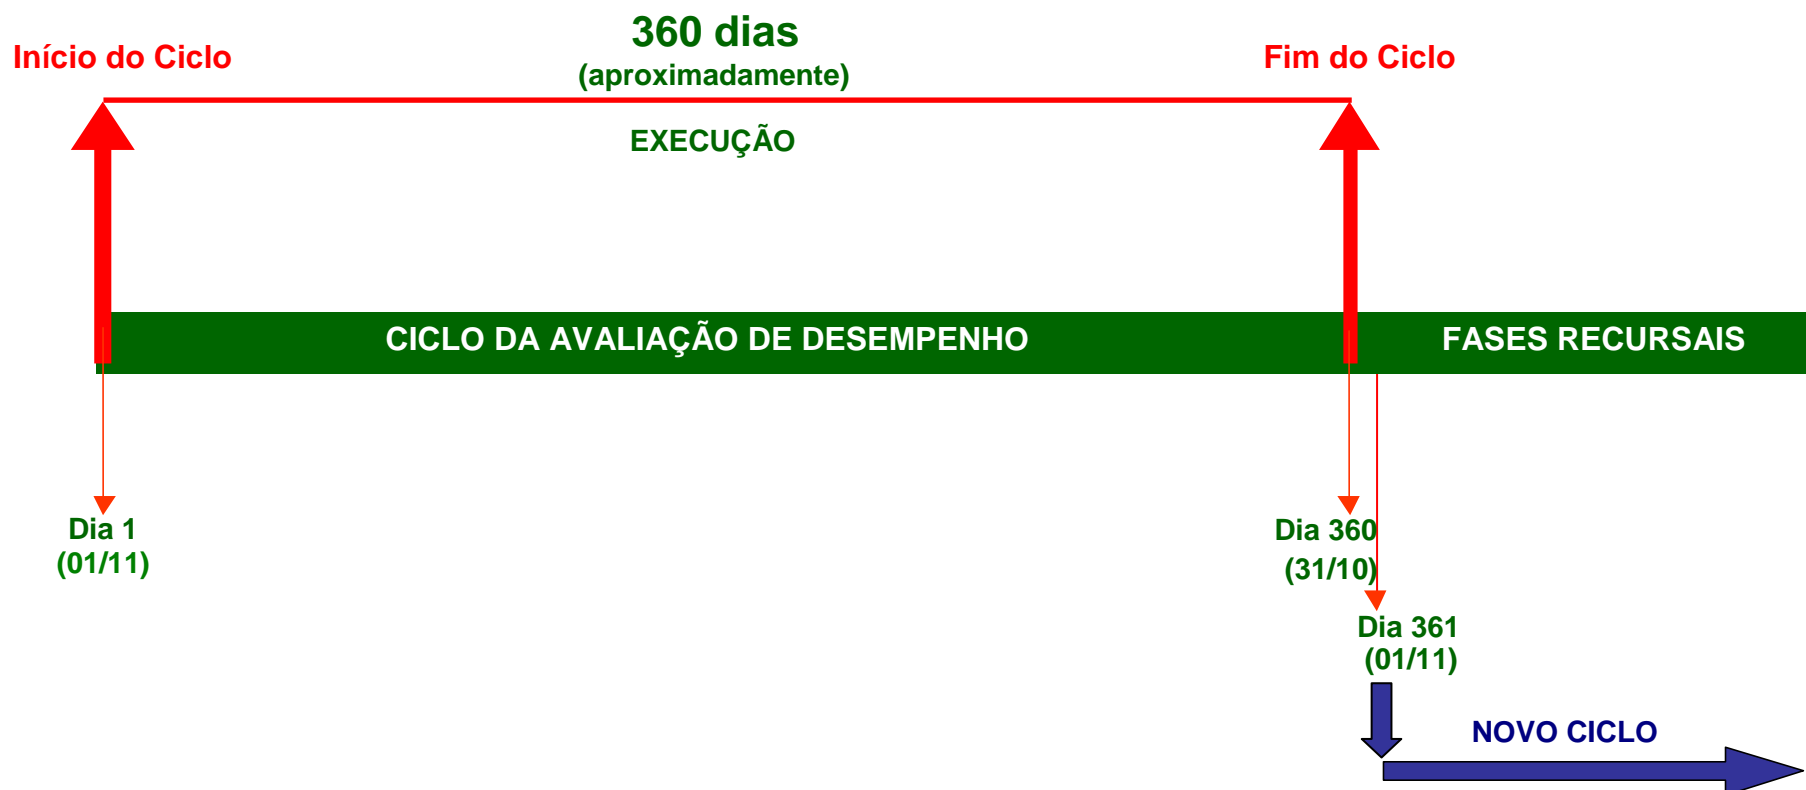 360 dias
Início do Ciclo
(aproximadamente)
Fim do Ciclo
EXECUÇÃO
CICLO DA AVALIAÇÃO DE DESEMPENHO
FASES RECURSAIS
Dia 1
(01/11)
Dia 360
(31/10)
Dia 361
(01/11)
NOVO CICLO